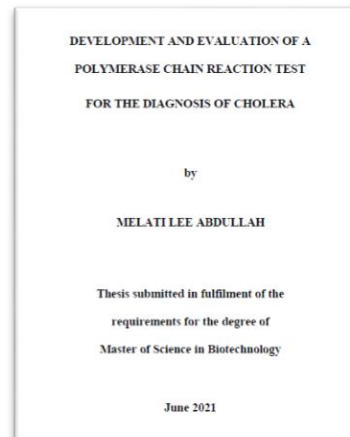 DEVELOPMENT AND EVALUATION OF A
POLYMERASE CHAIN REACTION TEST
FOR THE DIAGNOSIS OF CHOLERA
by
MELATI LEE ABDULLAH
Thesis submitted in fulfilment of the
requirements for the degree of
Master of Science in Biotechnology
June 2021